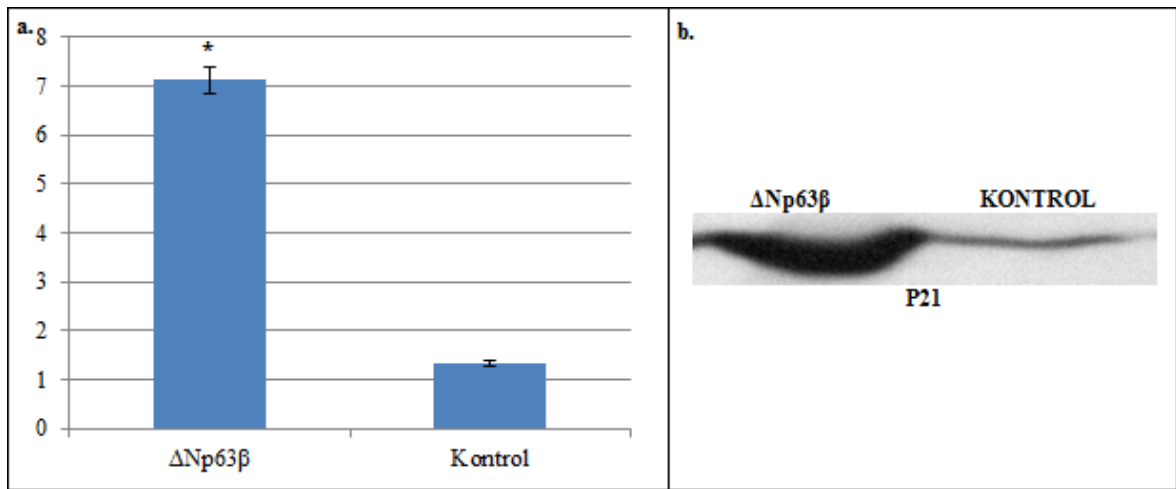 a.
8
7
6
5
4
3
2
1
0
*
ΔNp63β
Kontrol
b.
ΔNp63β
KONTROL
P21